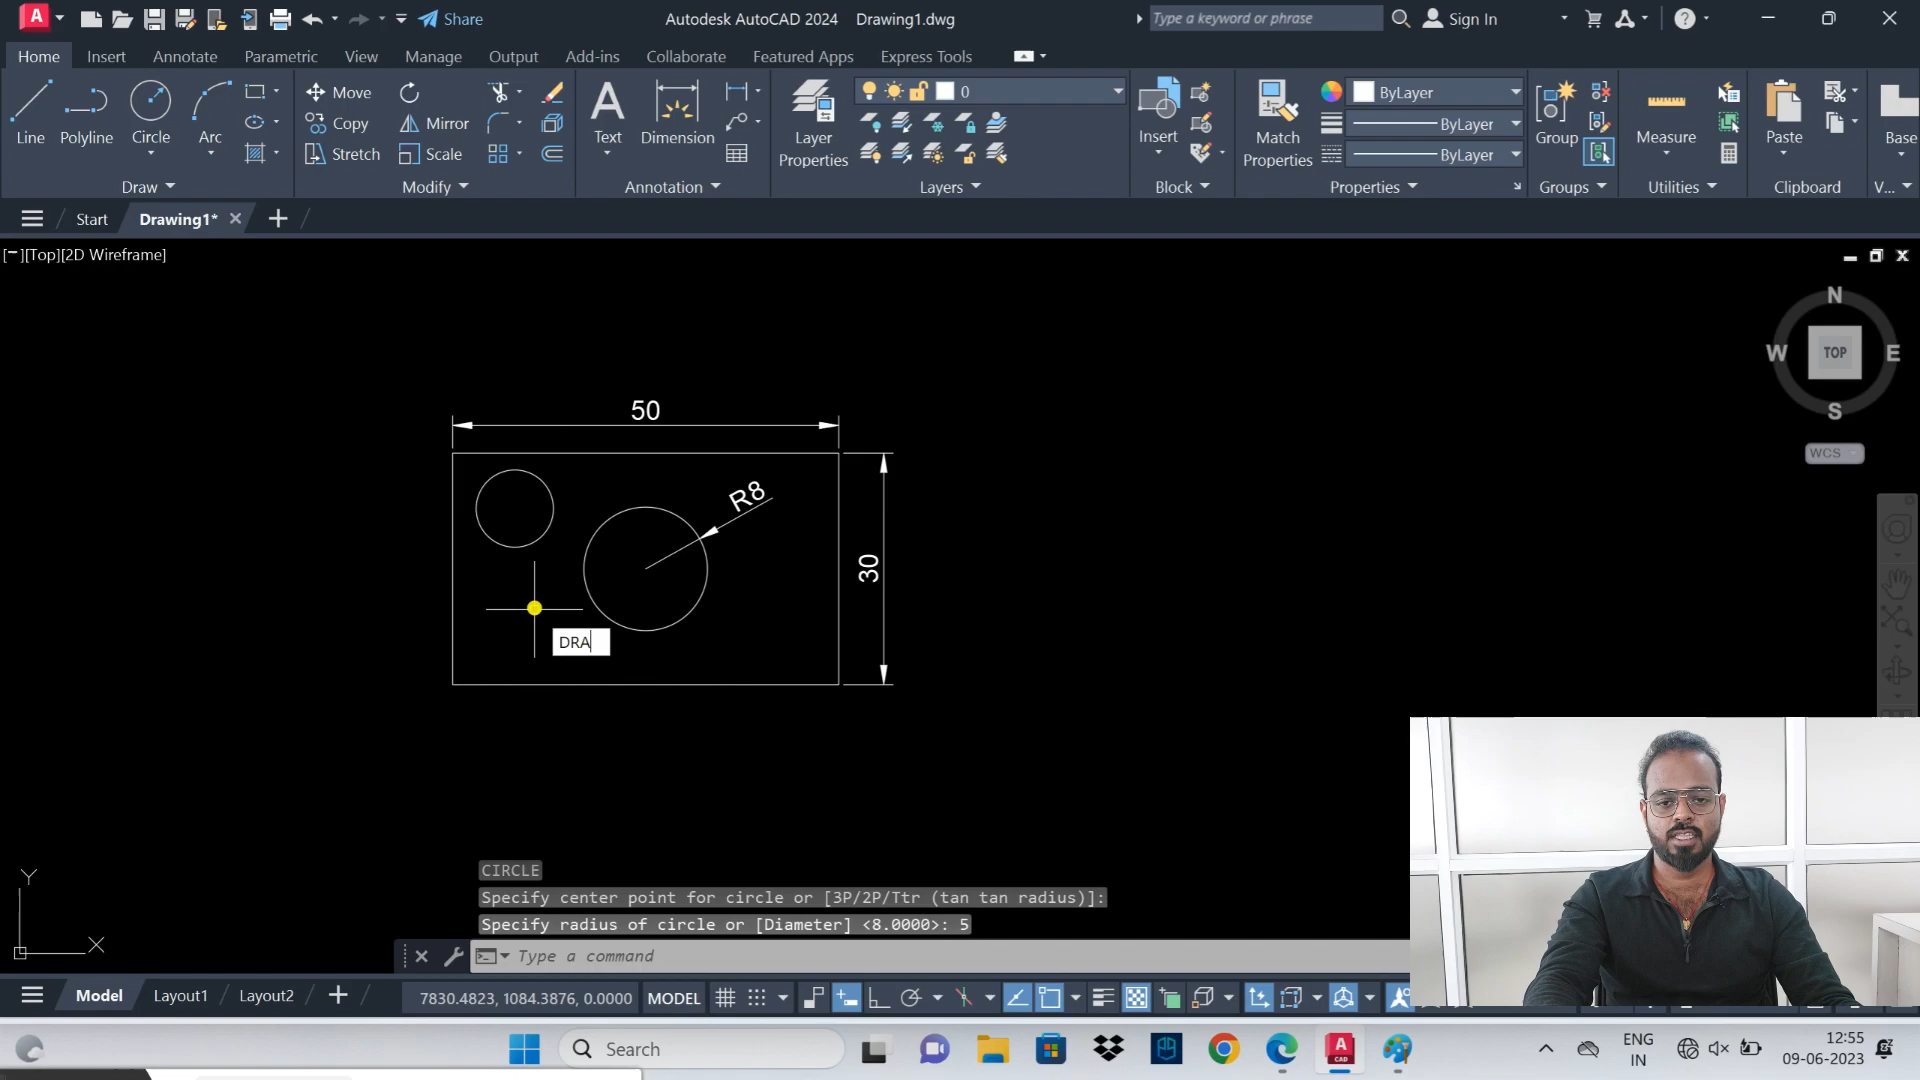 A
Share
Autodesk AutoCAD 2024 Drawing1.dwg
Type a keyword or phrase
Sign In
?
Home Insert Annotate Parametric View Manage Output Add-ins Collaborate Featured Apps Express Tools
Line
Polyline
Circle
Arc
Draw
Move
Copy
Mirror
Stretch
Scale
Modify
A
Text
Dimension
Annotation
Layer
Properties
0
Layers
Insert
Block
Match
Properties
ByLayer
ByLayer
ByLayer
Properties
Group
Groups
Measure
Utilities
Paste
Clipboard
Base
V...
Start
Drawing1*
[−][Top][2D Wireframe]
N
W TOP E
S
WCS
50
R8
30
DRA
Y
X
CIRCLE
Specify center point for circle or [3P/2P/Ttr (tan tan radius)]:
Specify radius of circle or [Diameter] <8.0000>: 5
Type a command
Model Layout1 Layout2
7830.4823, 1084.3876, 0.0000 MODEL
Search
A
CAD
ENG
IN
12:55
09-06-2023